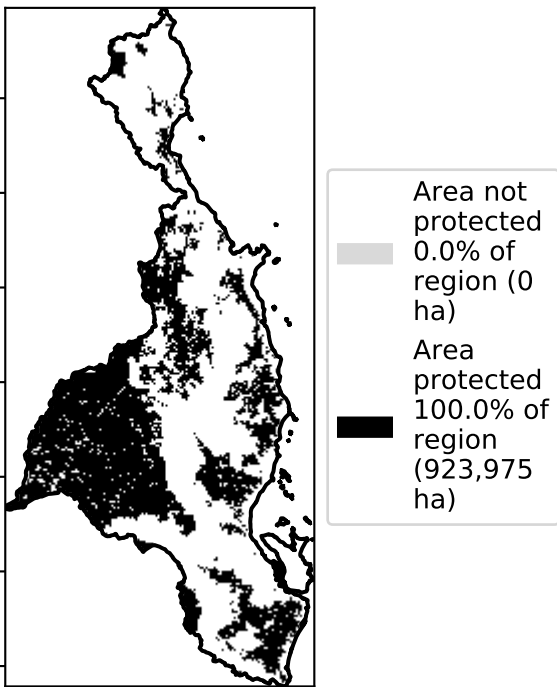 Area not
protected
0.0% of
region (0
ha)
Area
protected
100.0% of
region
(923,975
ha)